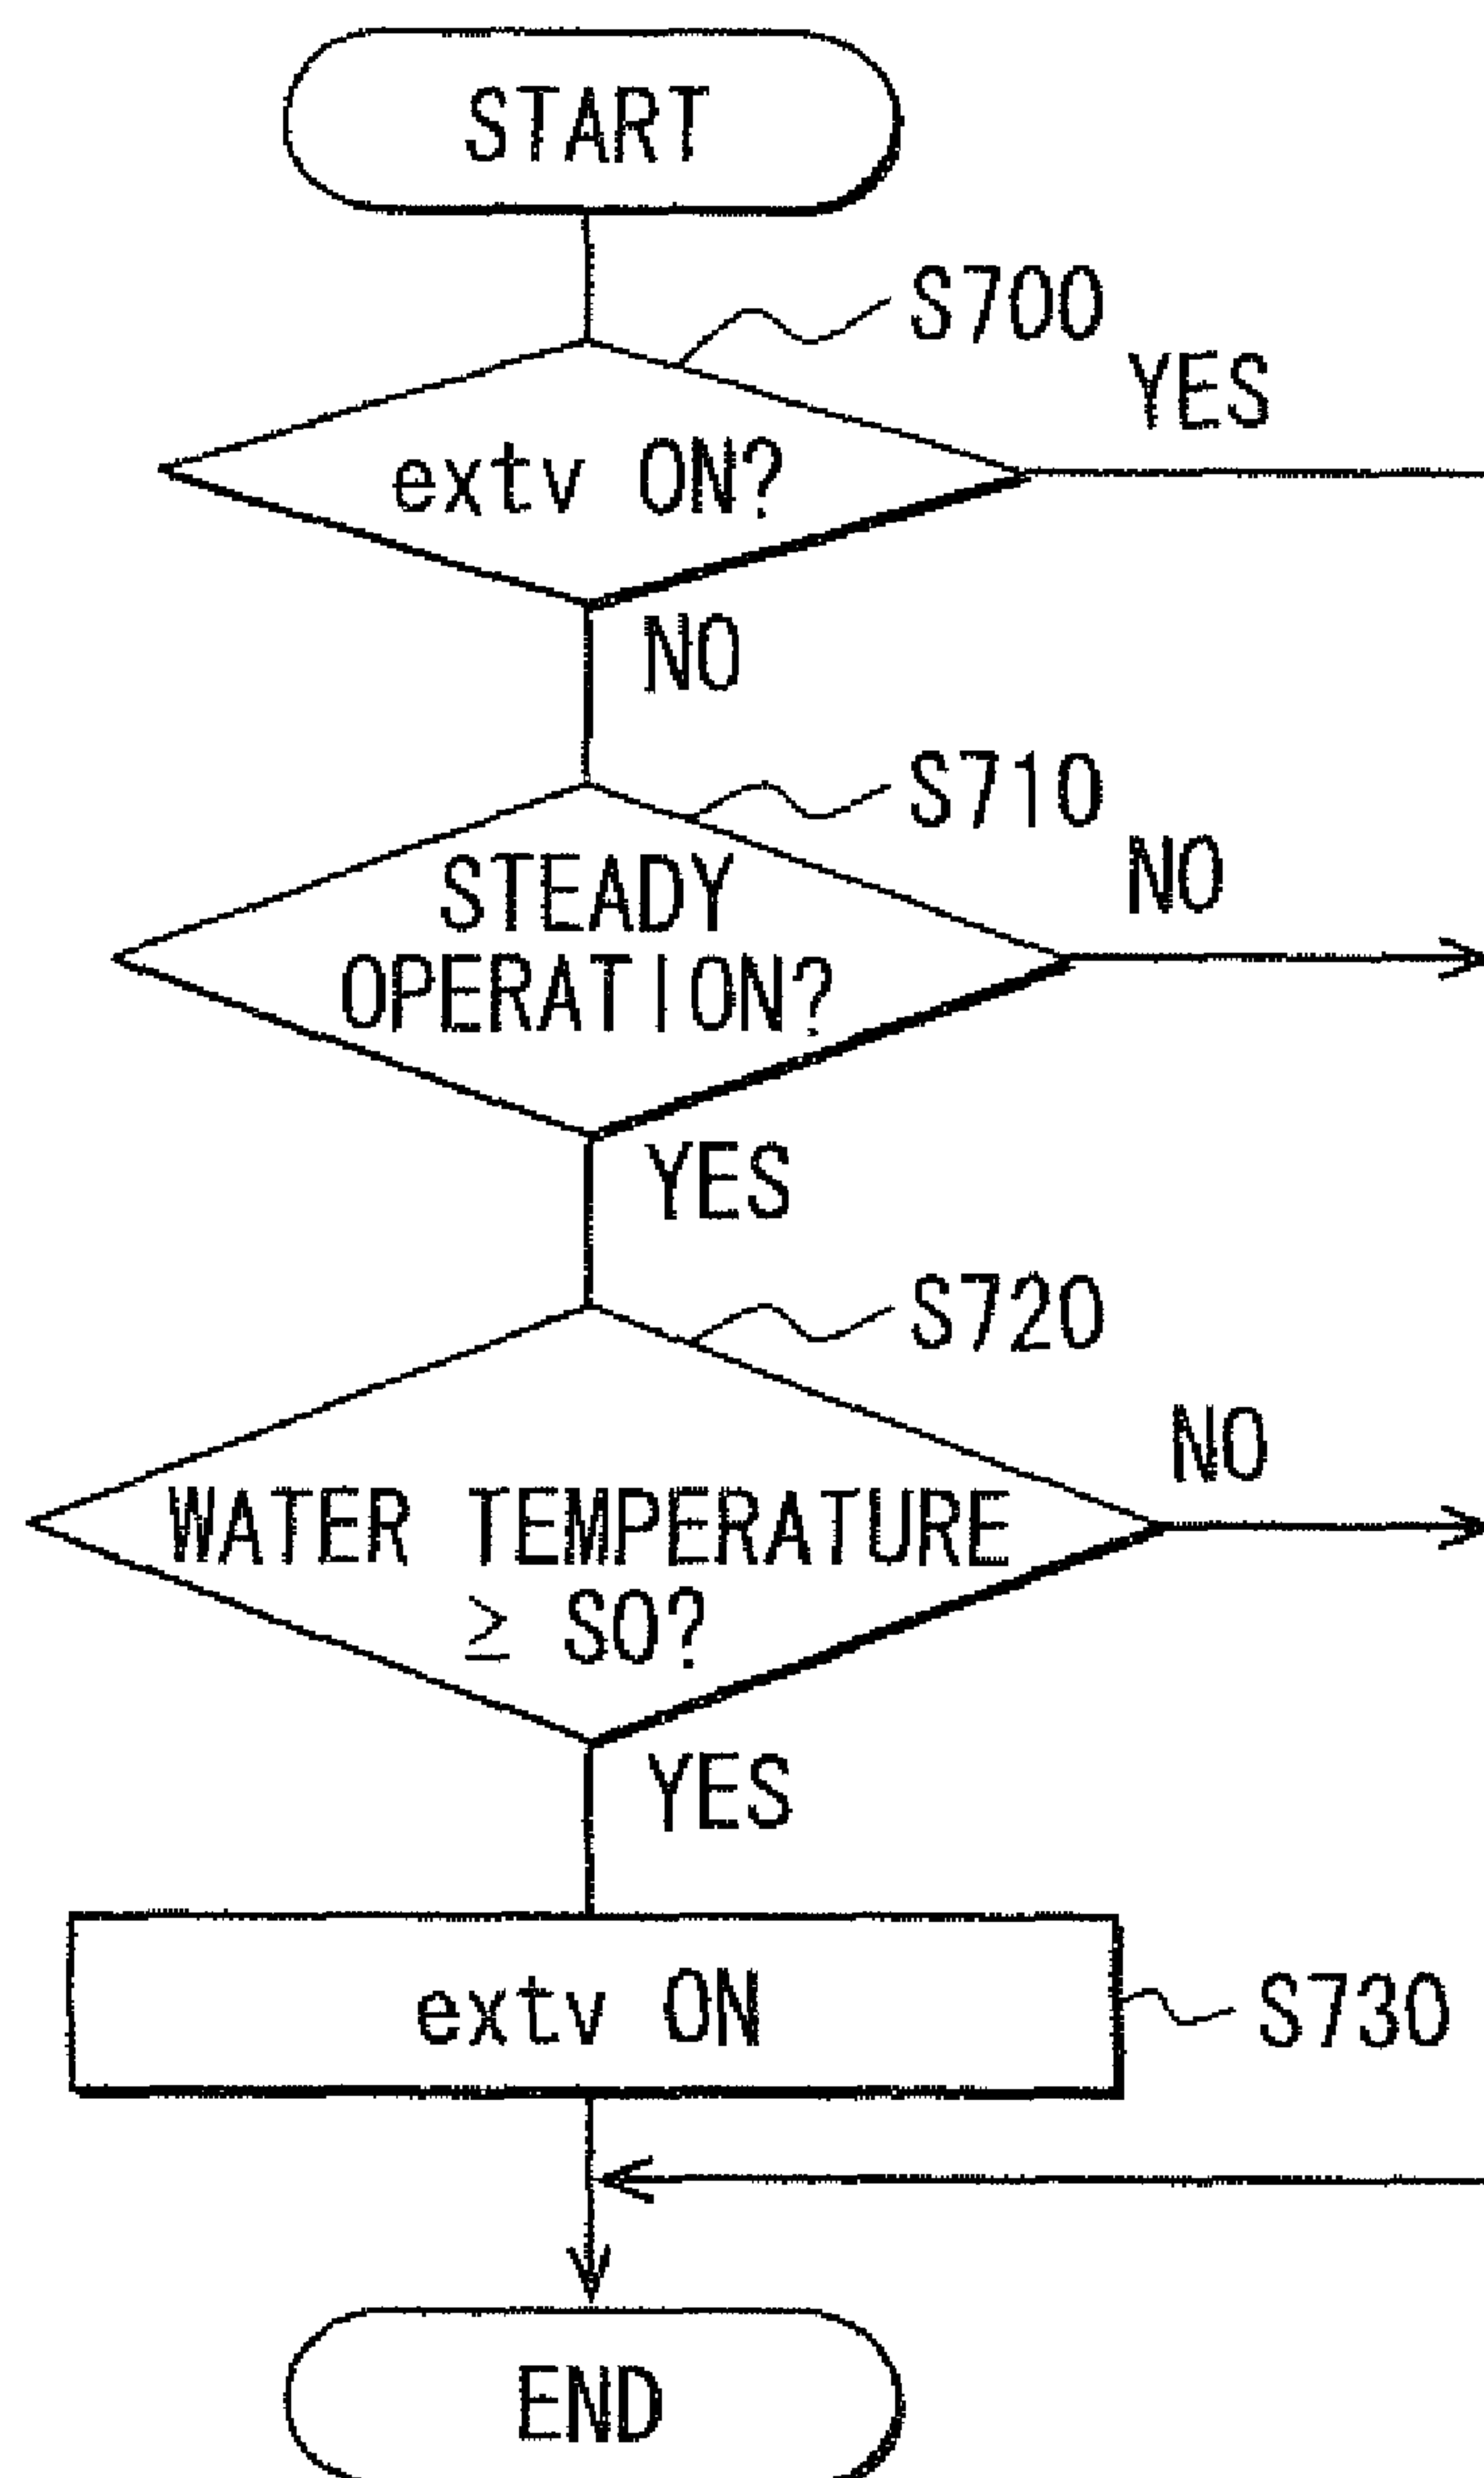 START
S700
YES
extv ON?
NO
S710
NO
STEADY
OPERATION?
YES
S720
NO
WATER TEMPERATURE
≥ SO?
YES
extv ON
S730
END